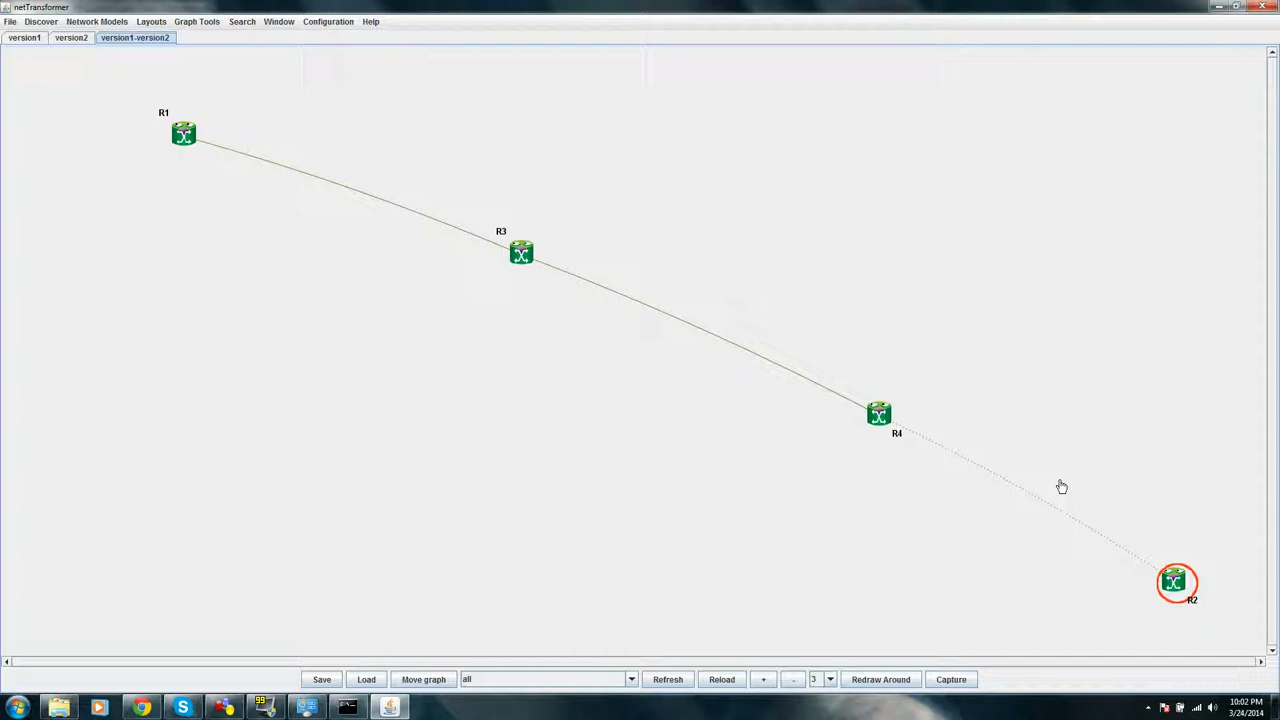 netTransformer
File Discover Network Models Layouts Graph Tools Search Window Configuration Help
version1 version2 version1-version2
R1
R3
R4
R2
Save Load Move graph all Refresh Reload + - 3 Redraw Around Capture
99
10:02 PM
3/24/2014